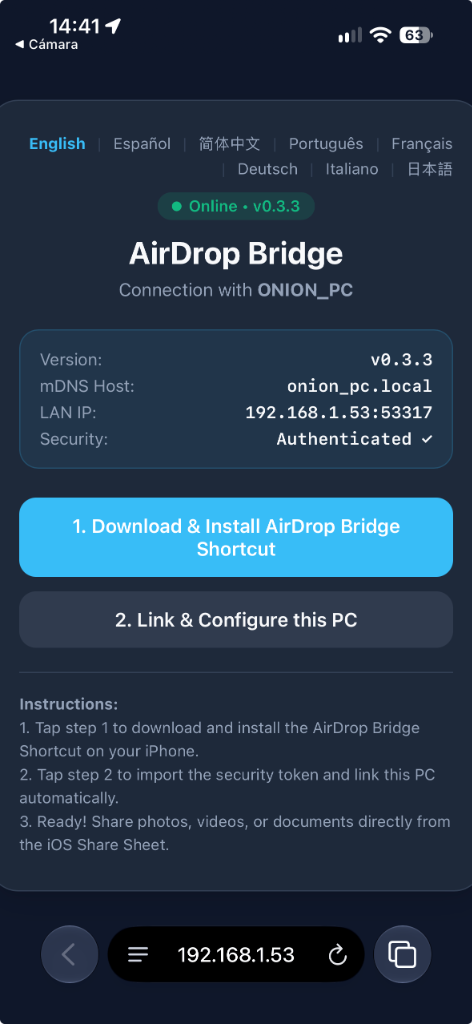 14:41
63
◀ Cámara
English | Español | 简体中文 | Português | Français
| Deutsch | Italiano | 日本語
Online • v0.3.3
AirDrop Bridge
Connection with ONION_PC
Version: v0.3.3
mDNS Host: onion_pc.local
LAN IP: 192.168.1.53:53317
Security: Authenticated ✓
1. Download & Install AirDrop Bridge
Shortcut
2. Link & Configure this PC
Instructions:
1. Tap step 1 to download and install the AirDrop Bridge
Shortcut on your iPhone.
2. Tap step 2 to import the security token and link this PC
automatically.
3. Ready! Share photos, videos, or documents directly from
the iOS Share Sheet.
192.168.1.53